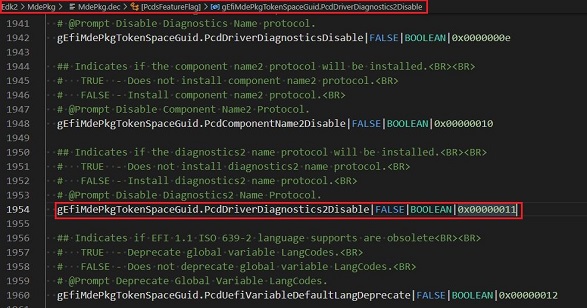 Edk2 > MdePkg > MdePkg.dec > [PcdsFeatureFlag] > gEfiMdePkgTokenSpaceGuid.PcdDriverDiagnostics2Disable
1941 # @Prompt Disable Diagnostics Name protocol.
1942 gEfiMdePkgTokenSpaceGuid.PcdDriverDiagnosticsDisable|FALSE|BOOLEAN|0x0000000e
1943
1944 ## Indicates if the component name2 protocol will be installed.<BR><BR>
1945 # TRUE - Does not install component name2 protocol.<BR>
1946 # FALSE - Install component name2 protocol.<BR>
1947 # @Prompt Disable Component Name2 Protocol.
1948 gEfiMdePkgTokenSpaceGuid.PcdComponentName2Disable|FALSE|BOOLEAN|0x00000010
1949
1950 ## Indicates if the diagnostics2 name protocol will be installed.<BR><BR>
1951 # TRUE - Does not install diagnostics2 name protocol.<BR>
1952 # FALSE - Install diagnostics2 name protocol.<BR>
1953 # @Prompt Disable Diagnostics2 Name Protocol.
1954 gEfiMdePkgTokenSpaceGuid.PcdDriverDiagnostics2Disable|FALSE|BOOLEAN|0x00000011
1955
1956 ## Indicates if EFI 1.1 ISO 639-2 language supports are obsolete<BR><BR>
1957 # TRUE - Deprecate global variable LangCodes.<BR>
1958 # FALSE - Does not deprecate global variable LangCodes.<BR>
1959 # @Prompt Deprecate Global Variable LangCodes.
1960 gEfiMdePkgTokenSpaceGuid.PcdUefiVariableDefaultLangDeprecate|FALSE|BOOLEAN|0x00000012